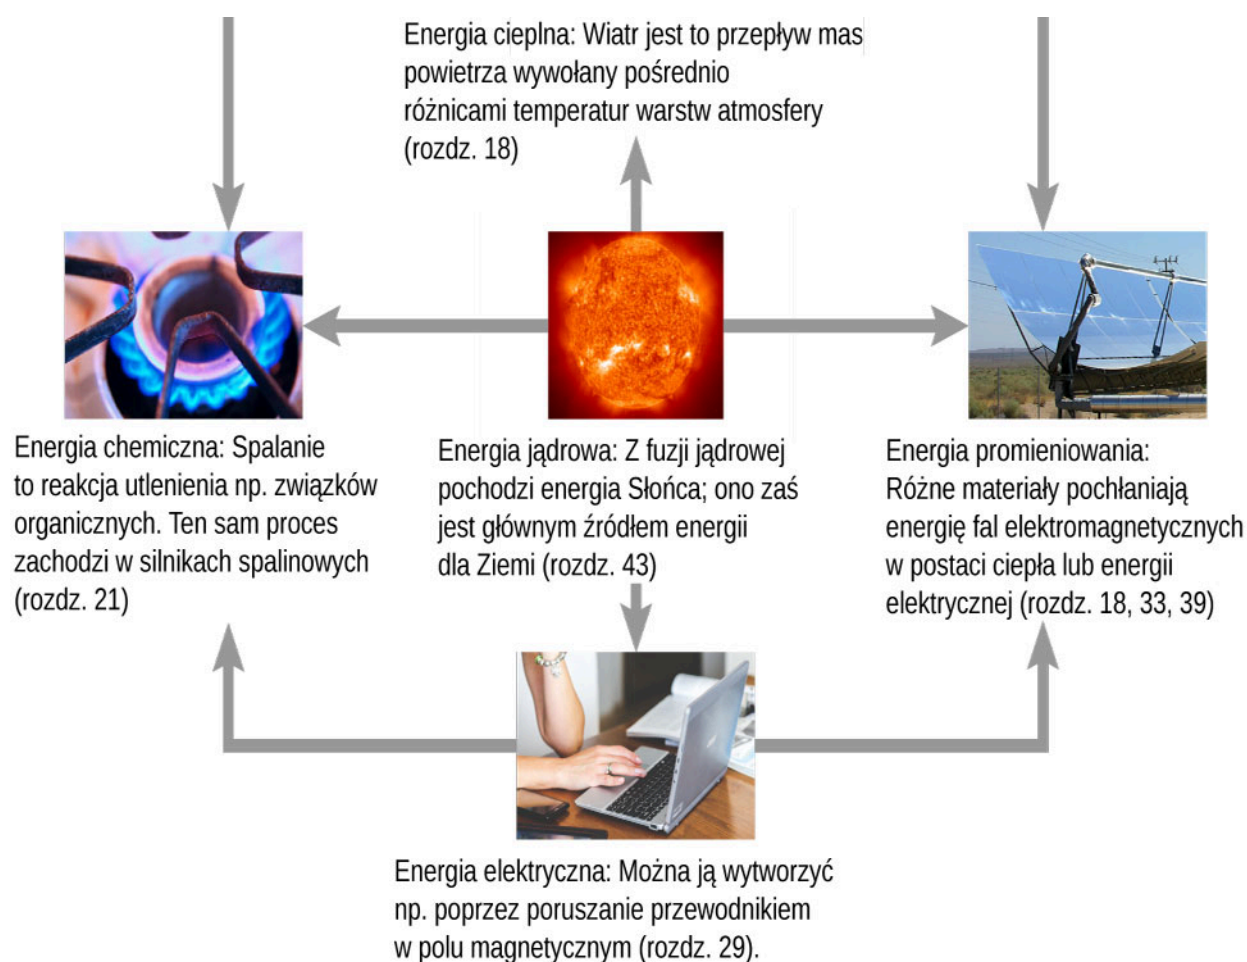 Energia cieplna: Wiatr jest to przepływ mas
powietrza wywołany pośrednio
różnicami temperatur warstw atmosfery
(rozdz. 18)
Energia chemiczna: Spalanie
to reakcja utlenienia np. związków
organicznych. Ten sam proces
zachodzi w silnikach spalinowych
(rozdz. 21)
Energia jądrowa: Z fuzji jądrowej
pochodzi energia Słońca; ono zaś
jest głównym źródłem energii
dla Ziemi (rozdz. 43)
Energia promieniowania:
Różne materiały pochłaniają
energię fal elektromagnetycznych
w postaci ciepła lub energii
elektrycznej (rozdz. 18, 33, 39)
Energia elektryczna: Można ją wytworzyć
np. poprzez poruszanie przewodnikiem
w polu magnetycznym (rozdz. 29).